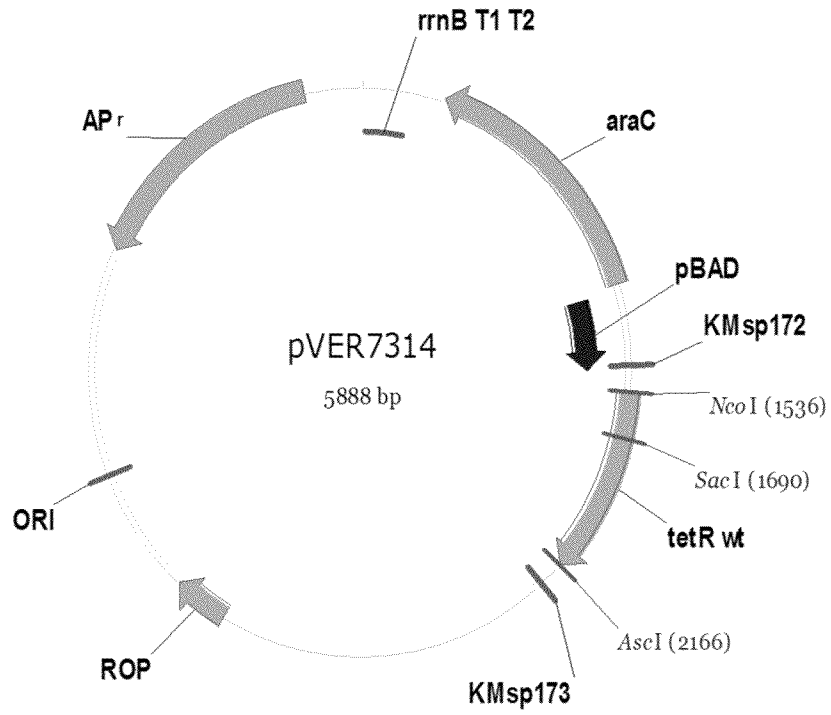 rrnB T1 T2
APr
araC
pBAD
KMsp172
pVER7314
5888 bp
NcoI (1536)
SacI (1690)
tetR wt
ORI
AscI (2166)
ROP
KMsp173